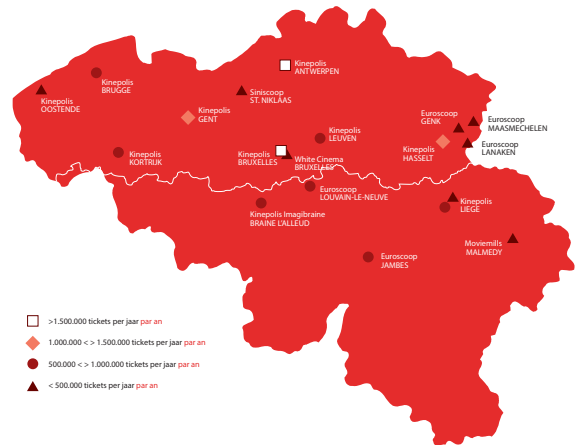 Kinepolis
ANTWERPEN
Kinepolis
BRUGGE
Kinepolis
OOSTENDE
Siniscoop
ST. NIKLAAS
Kinepolis
GENT
Euroscoop
GENK
Euroscoop
MAASMECHELEN
Kinepolis
LEUVEN
Kinepolis
HASSELT
Euroscoop
LANAKEN
Kinepolis
KORTRIJK
Kinepolis
BRUXELLES
White Cinema
BRUXELLES
Euroscoop
LOUVAIN-LE-NEUVE
Kinepolis
LIEGE
Kinepolis Imagibraine
BRAINE L'ALLEUD
Moviemills
MALMEDY
Euroscoop
JAMBES
>1.500.000 tickets per jaar par an
1.000.000 < > 1.500.000 tickets per jaar par an
500.000 < > 1.000.000 tickets per jaar par an
< 500.000 tickets per jaar par an